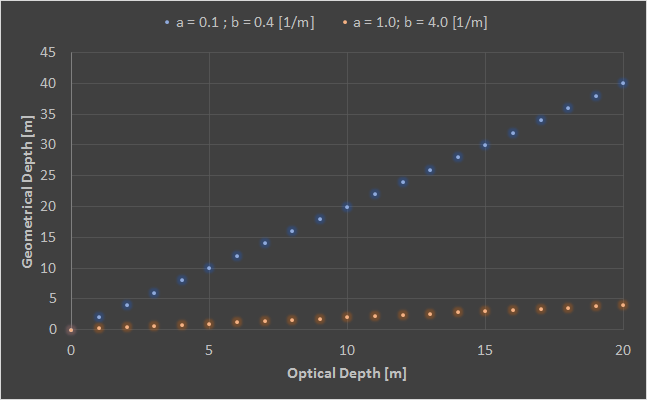 a = 0.1 ; b = 0.4 [1/m] a = 1.0; b = 4.0 [1/m]
45
40
35
30
25
20
15
10
5
0
Geometrical Depth [m]
0 5 10 15 20
Optical Depth [m]